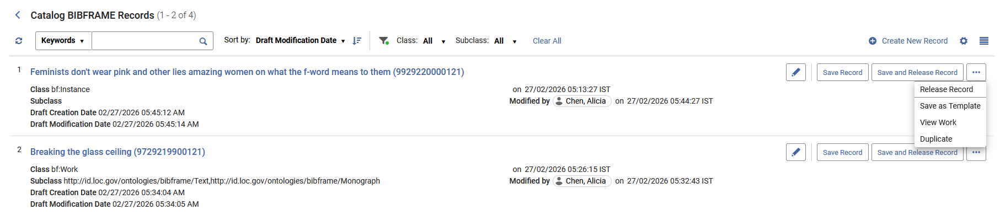 Catalog BIBFRAME Records (1 - 2 of 4)
Keywords Sort by: Draft Modification Date Class: All Subclass: All Clear All Create New Record
1 Feminists don't wear pink and other lies amazing women on what the f-word means to them (9929220000121) Save Record Save and Release Record
Class bf:Instance on 27/02/2026 05:13:27 IST Release Record
Subclass Modified by Chen, Alicia on 27/02/2026 05:44:27 IST Save as Template
Draft Creation Date 02/27/2026 05:45:12 AM
Draft Modification Date 02/27/2026 05:45:14 AM View Work
Duplicate
2 Breaking the glass ceiling (9729219900121) Save Record Save and Release Record
Class bf:Work on 27/02/2026 05:26:15 IST
Subclass http://id.loc.gov/ontologies/bibframe/Text,http://id.loc.gov/ontologies/bibframe/Monograph Modified by Chen, Alicia on 27/02/2026 05:32:43 IST
Draft Creation Date 02/27/2026 05:34:04 AM
Draft Modification Date 02/27/2026 05:34:05 AM